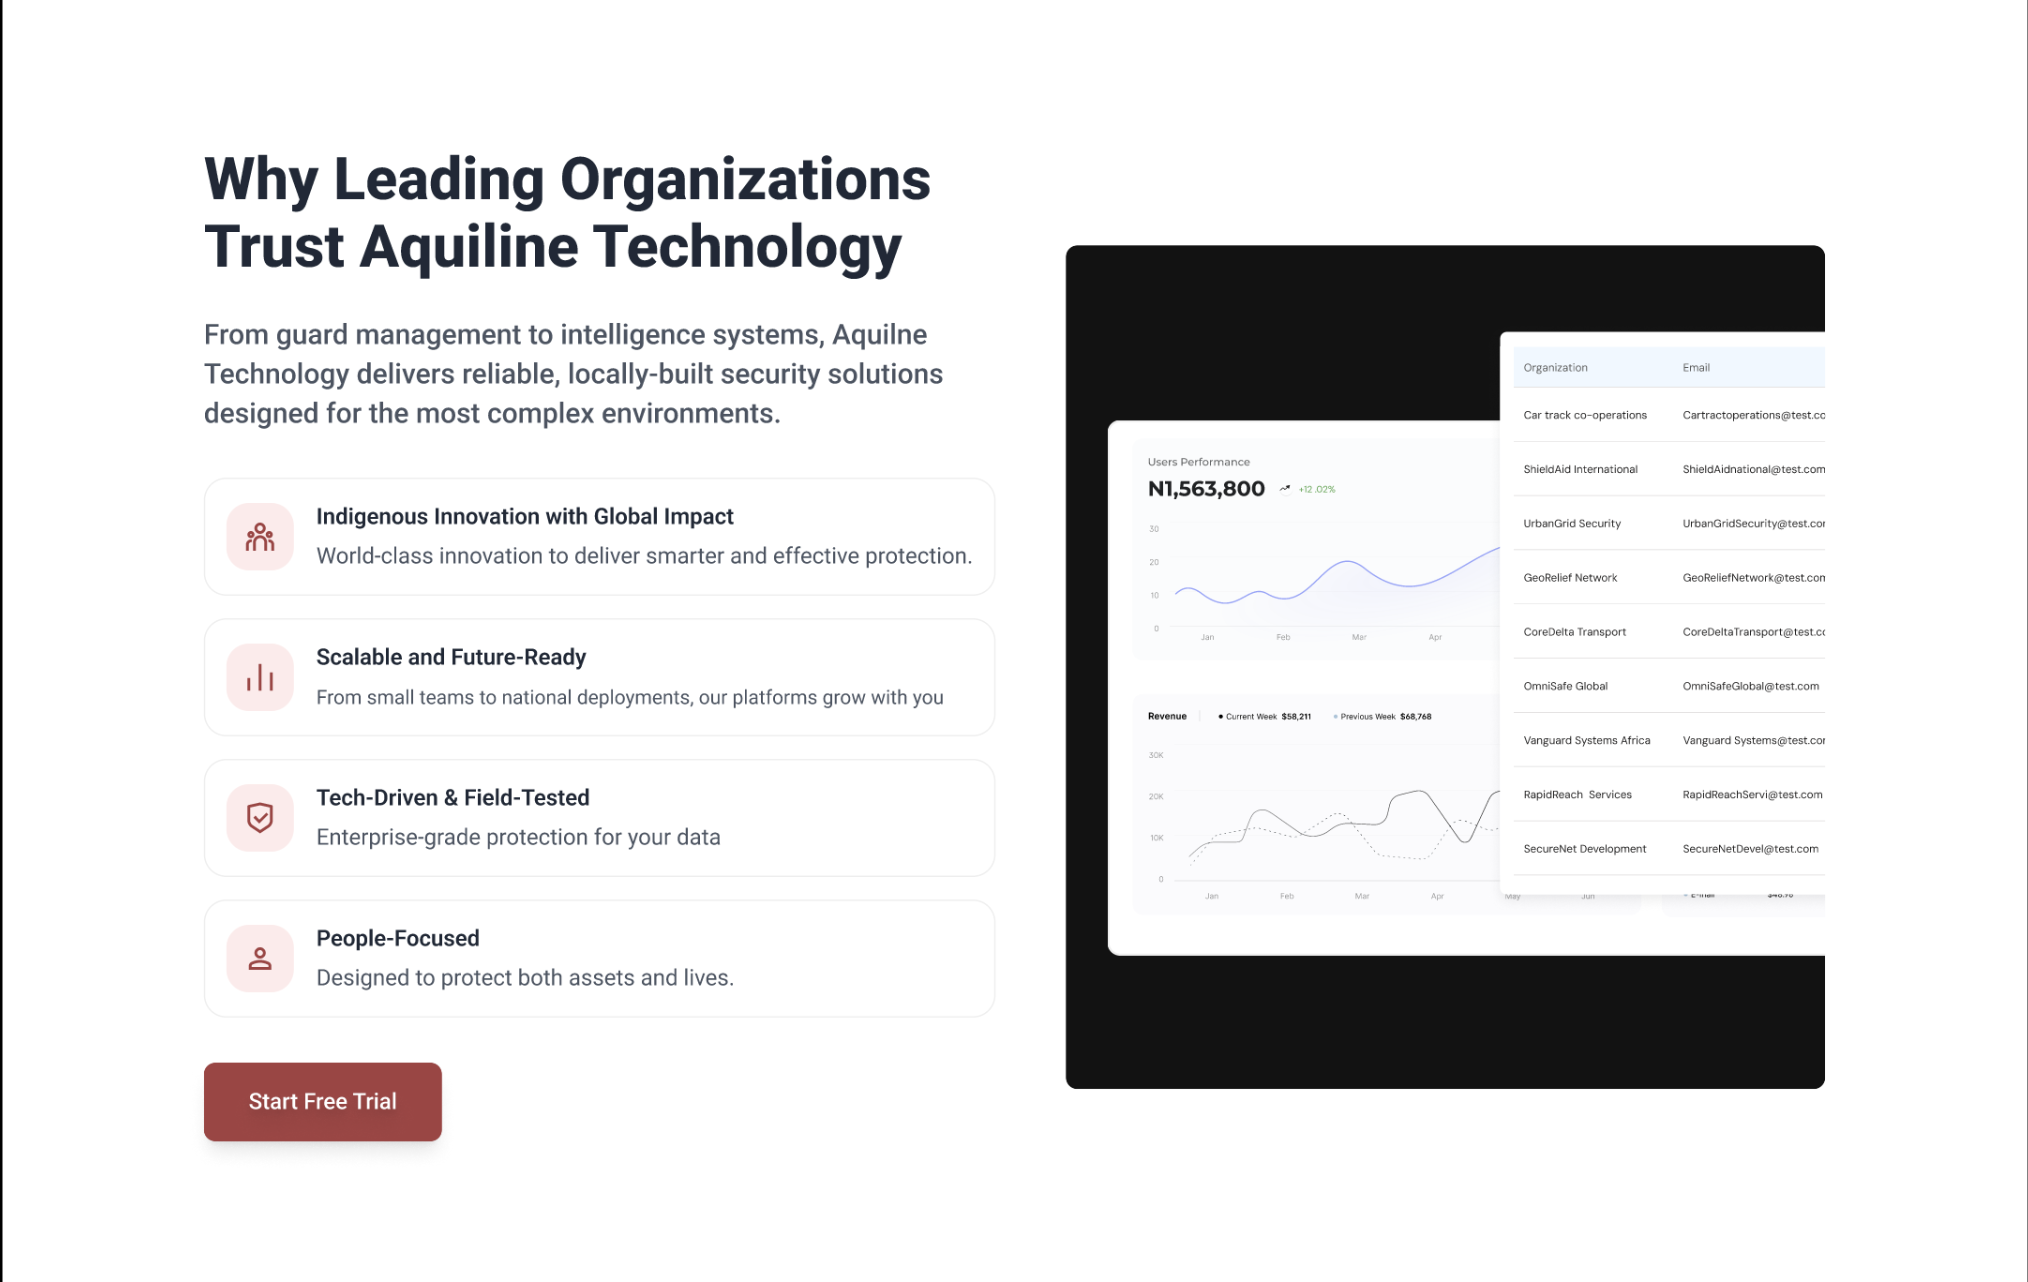 Why Leading Organizations
Trust Aquiline Technology
From guard management to intelligence systems, Aquilne
Technology delivers reliable, locally-built security solutions
designed for the most complex environments.
Indigenous Innovation with Global Impact
World-class innovation to deliver smarter and effective protection.
Scalable and Future-Ready
From small teams to national deployments, our platforms grow with you
Tech-Driven & Field-Tested
Enterprise-grade protection for your data
People-Focused
Designed to protect both assets and lives.
Start Free Trial
Users Performance
N1,563,800 +12 .02%
30
20
10
0
Jan Feb Mar Apr
Revenue Current Week $58,211 Previous Week $68,768
30K
20K
10K
0
Jan Feb Mar Apr May Jun
Organization Email
Car track co-operations Cartractoperations@test.co
ShieldAid International ShieldAidnational@test.com
UrbanGrid Security UrbanGridSecurity@test.cor
GeoRelief Network GeoReliefNetwork@test.com
CoreDelta Transport CoreDeltaTransport@test.cc
OmniSafe Global OmniSafeGlobal@test.com
Vanguard Systems Africa Vanguard Systems@test.cor
RapidReach Services RapidReachServi@test.com
SecureNet Development SecureNetDevel@test.com